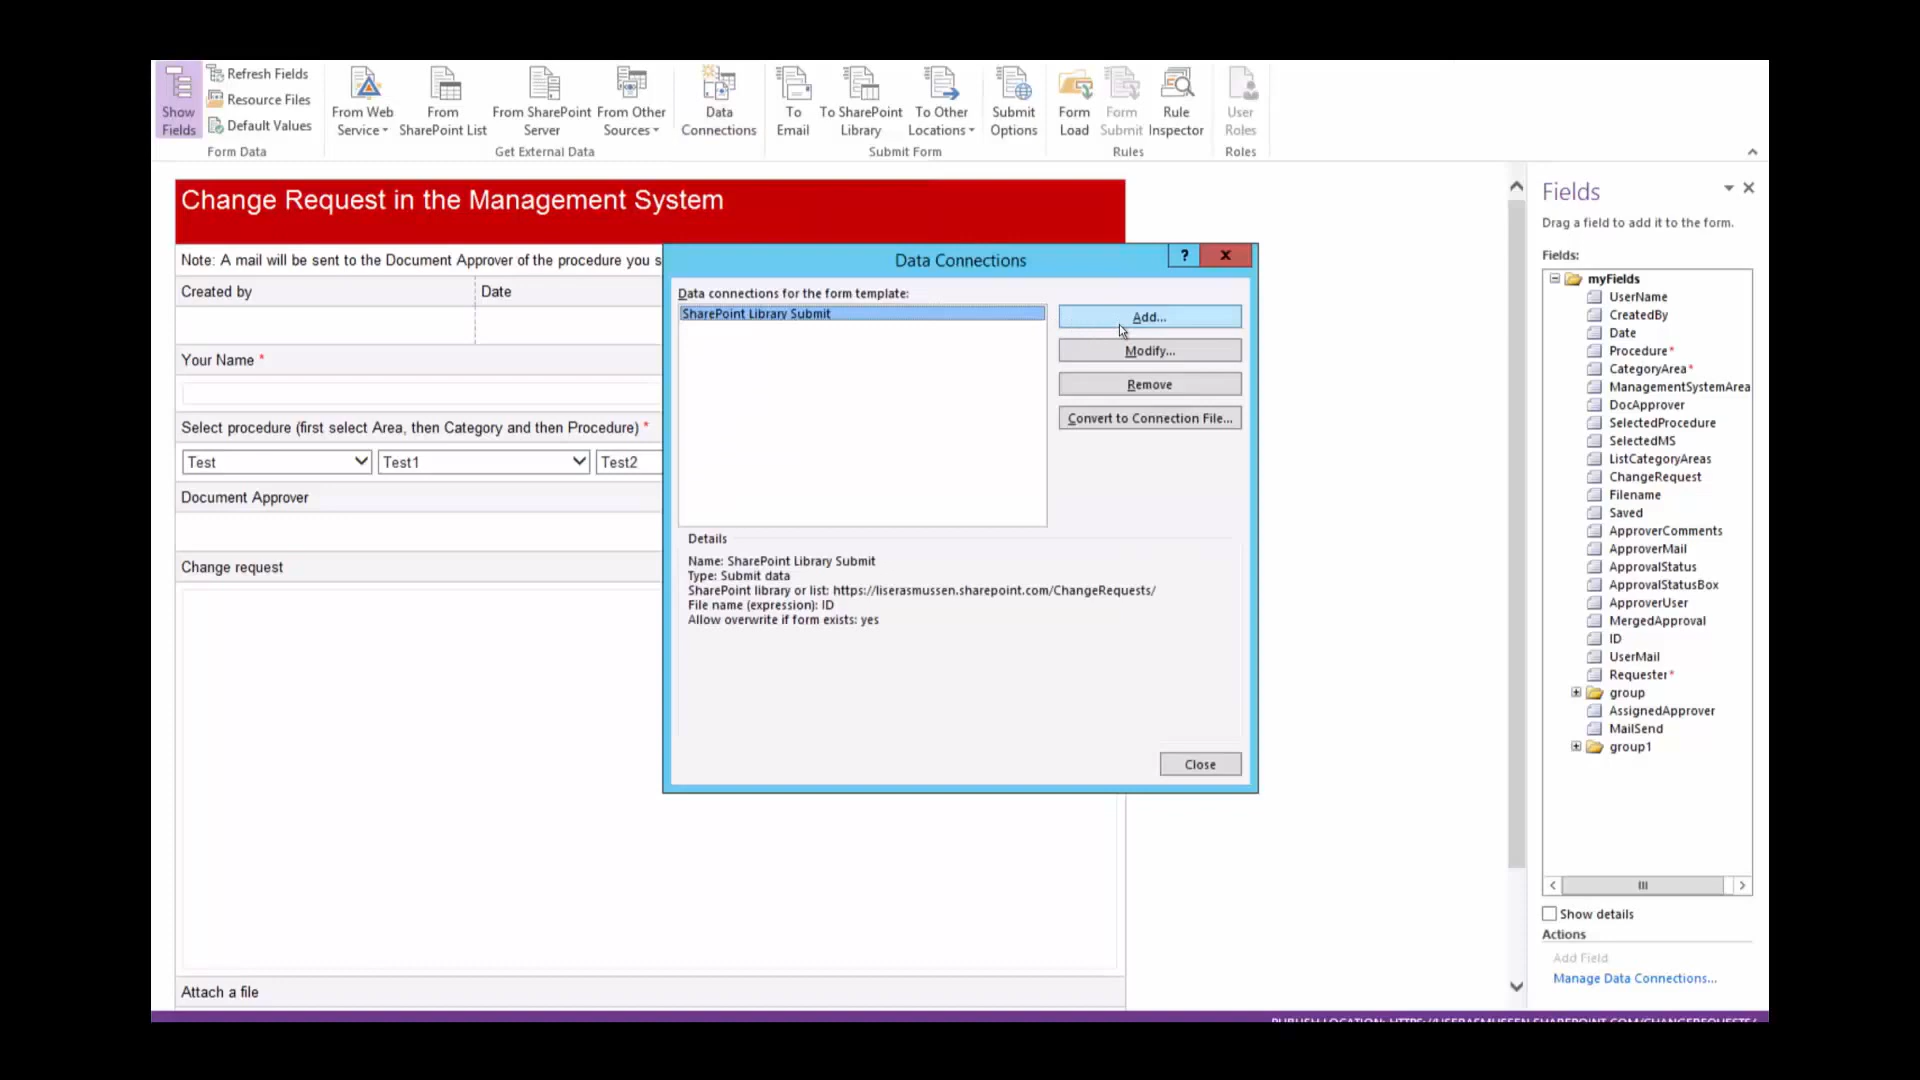 Show Fields
Refresh Fields
Resource Files
Default Values
Form Data
From Web Service
From SharePoint List
From SharePoint Server
From Other Sources
Get External Data
Data Connections
To Email
To SharePoint Library
To Other Locations
Submit Form
Submit Options
Form Load
Form Submit
Rule Inspector
Rules
User Roles
Roles
Change Request in the Management System
Note: A mail will be sent to the Document Approver of the procedure you s
Created by
Date
Your Name *
Select procedure (first select Area, then Category and then Procedure) *
Test
Test1
Test2
Document Approver
Change request
Attach a file
Data Connections
?
Data connections for the form template:
SharePoint Library Submit
Add...
Modify...
Remove
Convert to Connection File...
Details
Name: SharePoint Library Submit
Type: Submit data
SharePoint library or list: https://liserasmussen.sharepoint.com/ChangeRequests/
File name (expression): ID
Allow overwrite if form exists: yes
Close
Fields
Drag a field to add it to the form.
Fields:
myFields
UserName
CreatedBy
Date
Procedure*
CategoryArea*
ManagementSystemArea
DocApprover
SelectedProcedure
SelectedMS
ListCategoryAreas
ChangeRequest
Filename
Saved
ApproverComments
ApproverMail
ApprovalStatus
ApprovalStatusBox
ApproverUser
MergedApproval
ID
UserMail
Requester*
group
AssignedApprover
MailSend
group1
Show details
Actions
Add Field
Manage Data Connections...
PUBLISH LOCATION: HTTPS://LISERASMUSSEN.SHAREPOINT.COM/CHANGEREQUESTS/